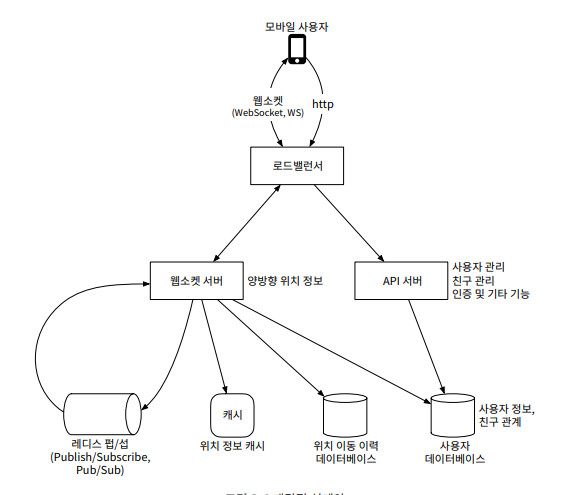 모바일 사용자
웹소켓
(WebSocket, WS)
http
로드밸런서
웹소켓 서버
양방향 위치 정보
API 서버
사용자 관리
친구 관리
인증 및 기타 기능
레디스 펍/섭
(Publish/Subscribe,
Pub/Sub)
캐시
위치 정보 캐시
위치 이동 이력
데이터베이스
사용자
데이터베이스
사용자 정보,
친구 관계